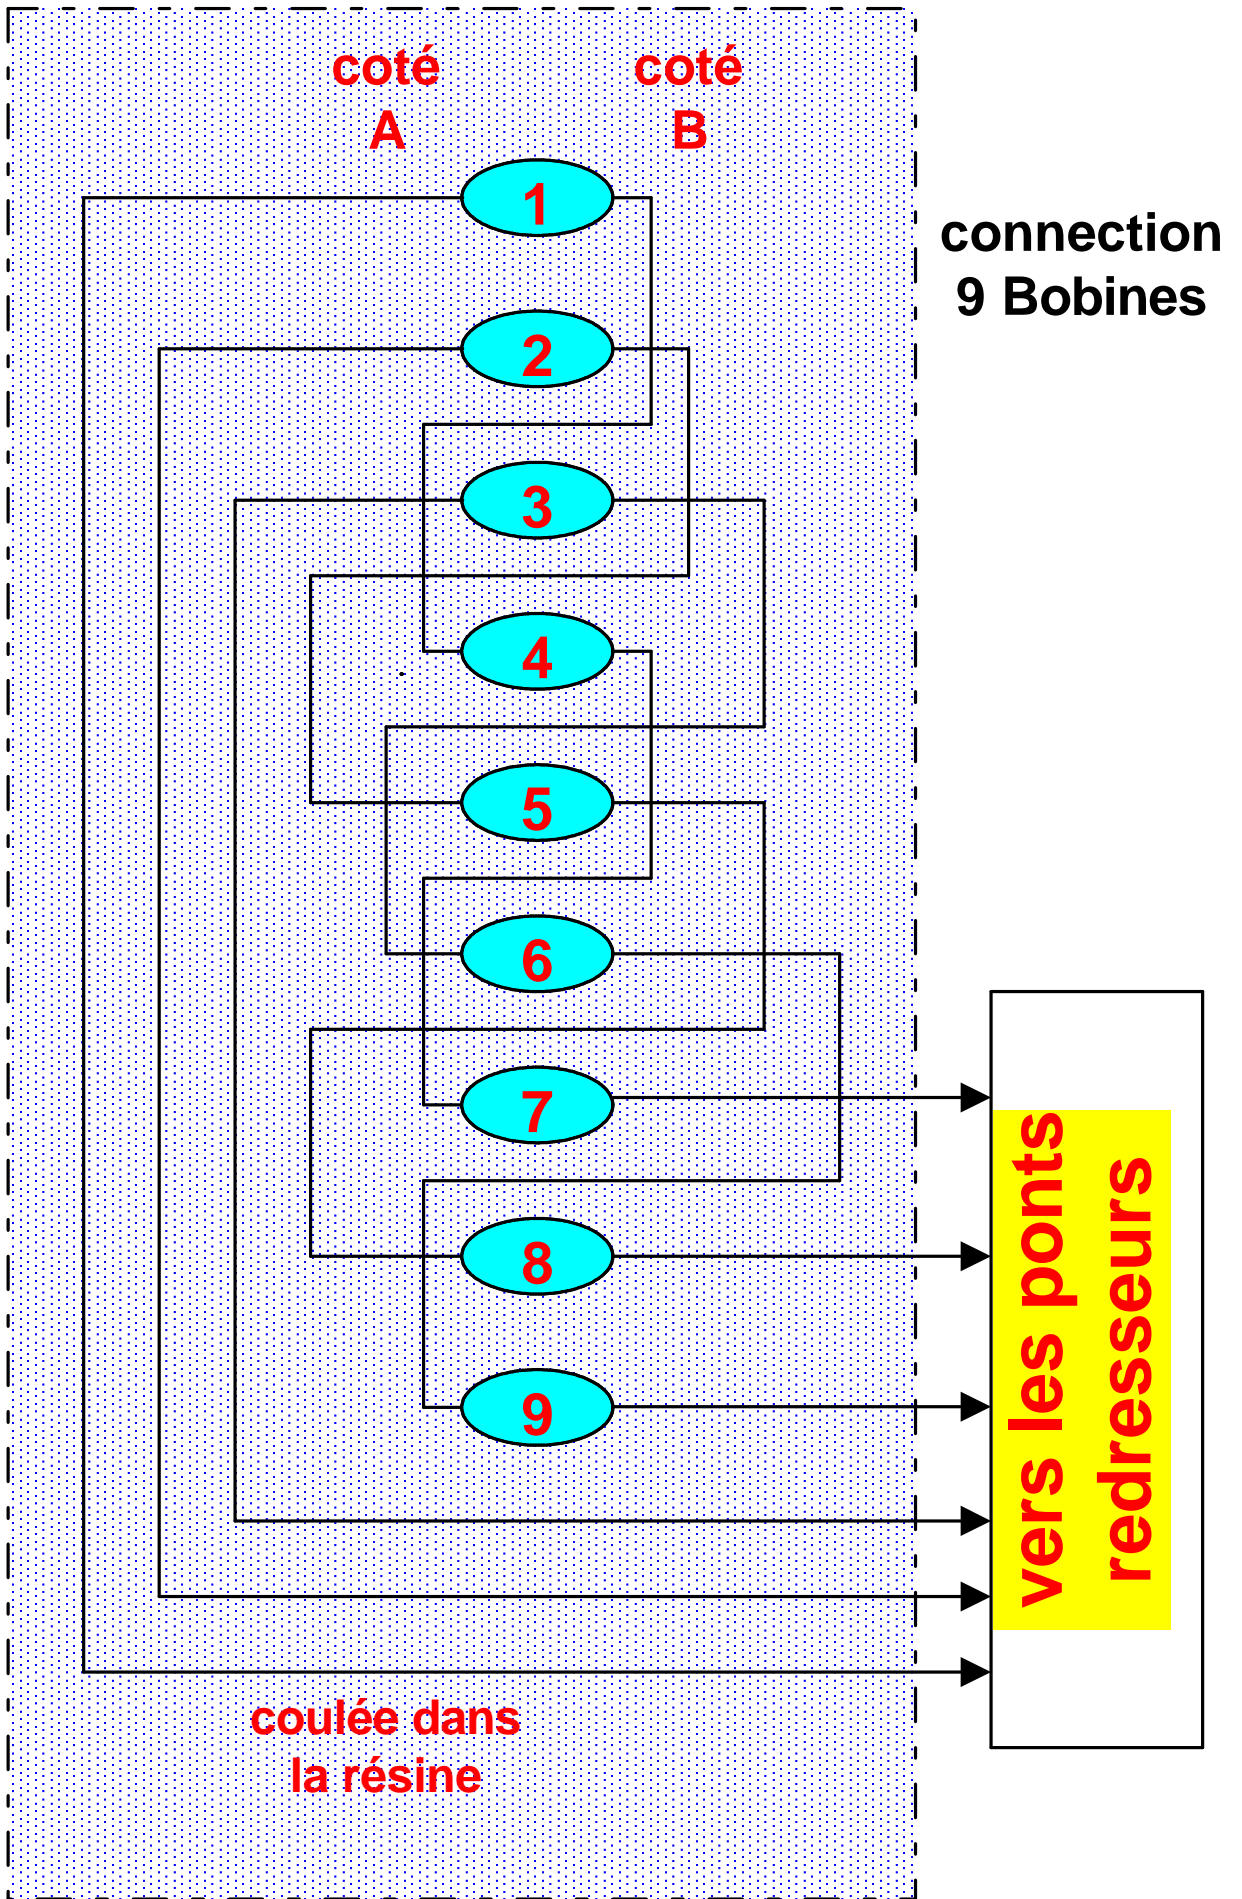 coté
A
coté
B
connection
9 Bobines
1
2
3
4
5
6
7
8
9
vers les ponts
redresseurs
coulée dans
la résine